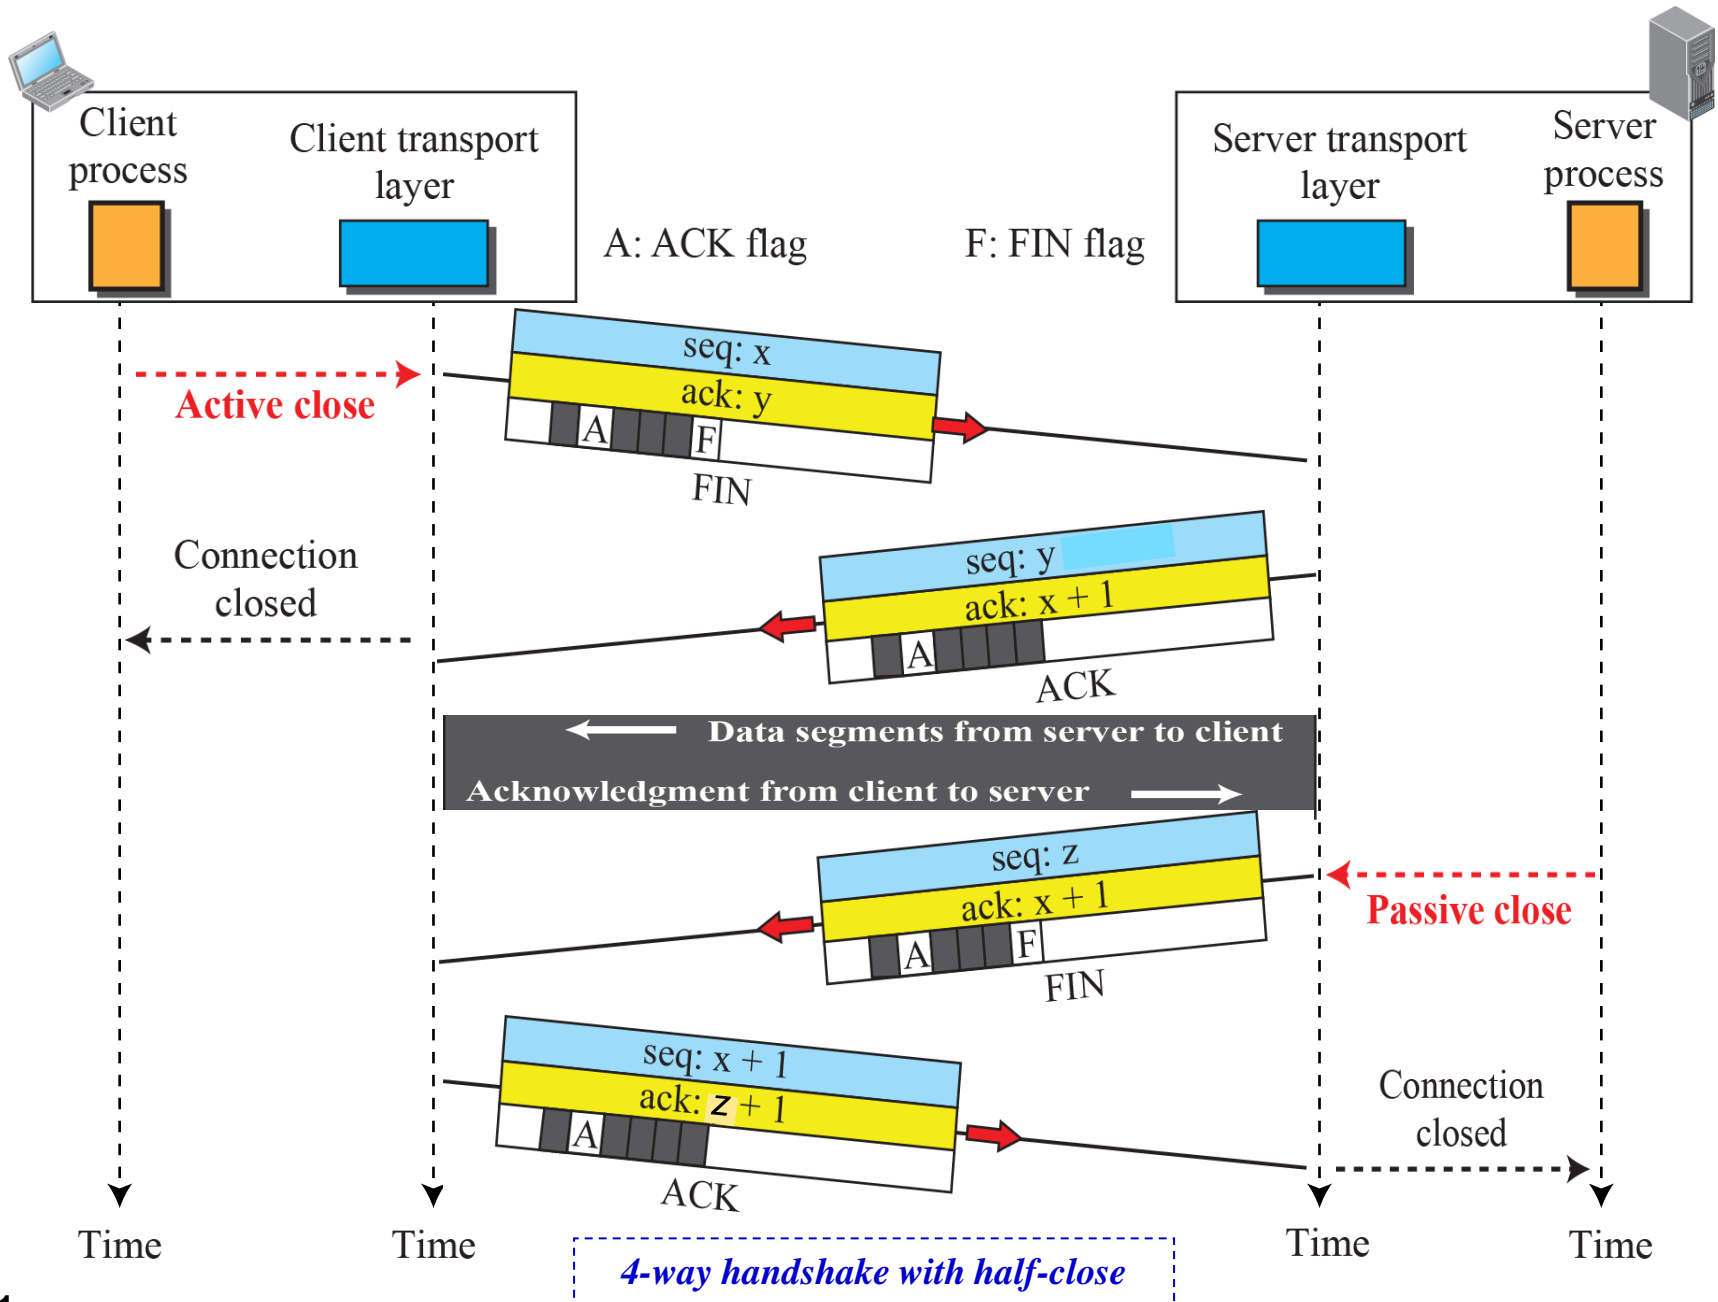 Client
process
Client transport
layer
Server transport
layer
Server
process
A: ACK flag
F: FIN flag
Active close
seq: x
ack: y
A
F
FIN
Connection
closed
seq: y
ack: x + 1
A
ACK
Data segments from server to client
Acknowledgment from client to server
seq: z
ack: x + 1
A
F
FIN
Passive close
seq: x + 1
ack: z + 1
A
ACK
Connection
closed
Time
Time
Time
Time
4-way handshake with half-close